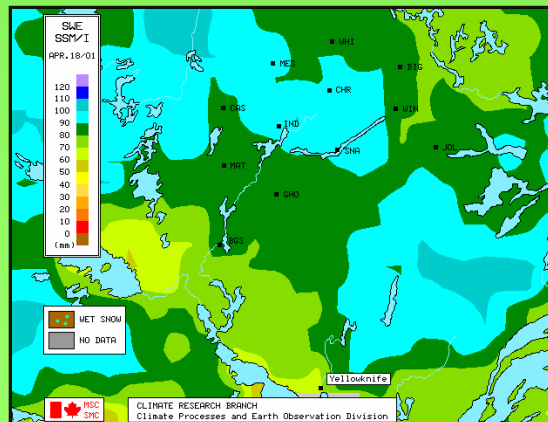 SWE
SSM/I
APR.18/01
120
110
100
90
80
70
60
50
40
30
20
10
0
(mm)
WHI
MES
BIG
CHR
CAS
WIN
IND
SNA
JOL
MAT
GHO
BGS
WET SNOW
NO DATA
Yellowknife
MSC
SMC
CLIMATE RESEARCH BRANCH
Climate Processes and Earth Observation Division